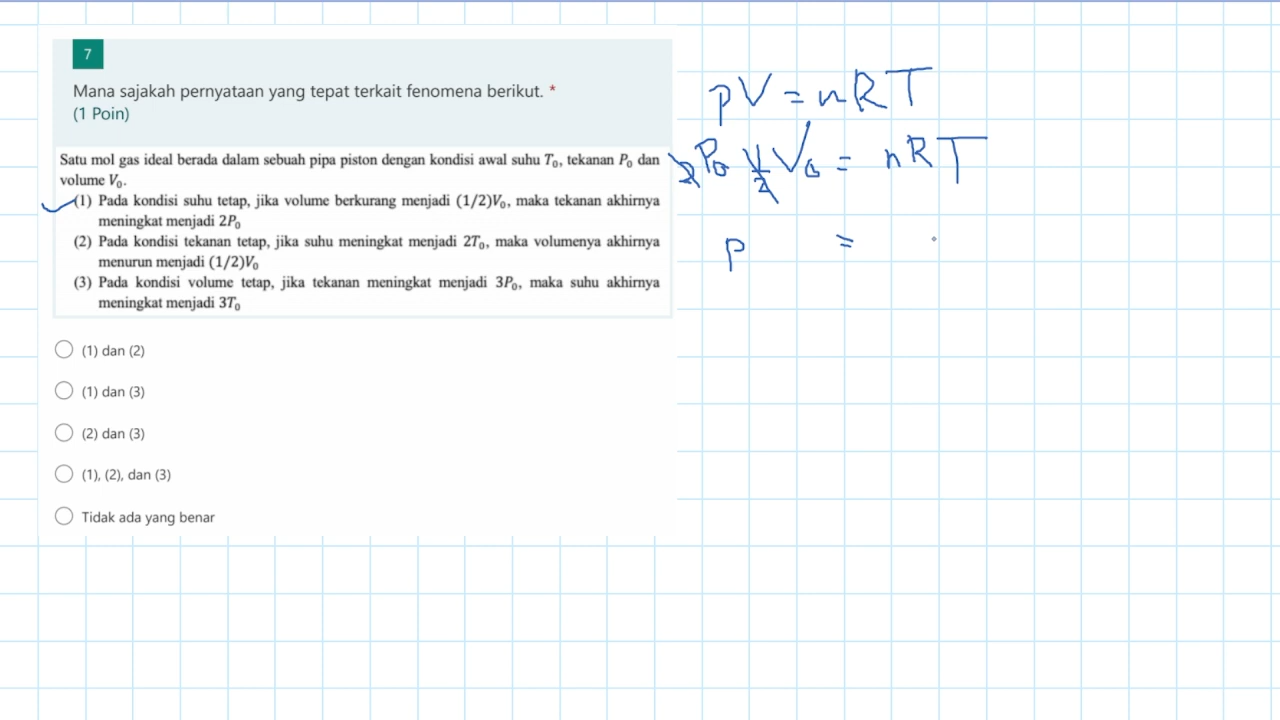 7
Mana sajakah pernyataan yang tepat terkait fenomena berikut. *
(1 Poin)
Satu mol gas ideal berada dalam sebuah pipa piston dengan kondisi awal suhu T₀, tekanan P₀ dan
volume V₀.
(1) Pada kondisi suhu tetap, jika volume berkurang menjadi (1/2)V₀, maka tekanan akhirnya
meningkat menjadi 2P₀
(2) Pada kondisi tekanan tetap, jika suhu meningkat menjadi 2T₀, maka volumenya akhirnya
menurun menjadi (1/2)V₀
(3) Pada kondisi volume tetap, jika tekanan meningkat menjadi 3P₀, maka suhu akhirnya
meningkat menjadi 3T₀
(1) dan (2)
(1) dan (3)
(2) dan (3)
(1), (2), dan (3)
Tidak ada yang benar
pV = nRT
2P₀ 1/2 V₀ = nRT
P =